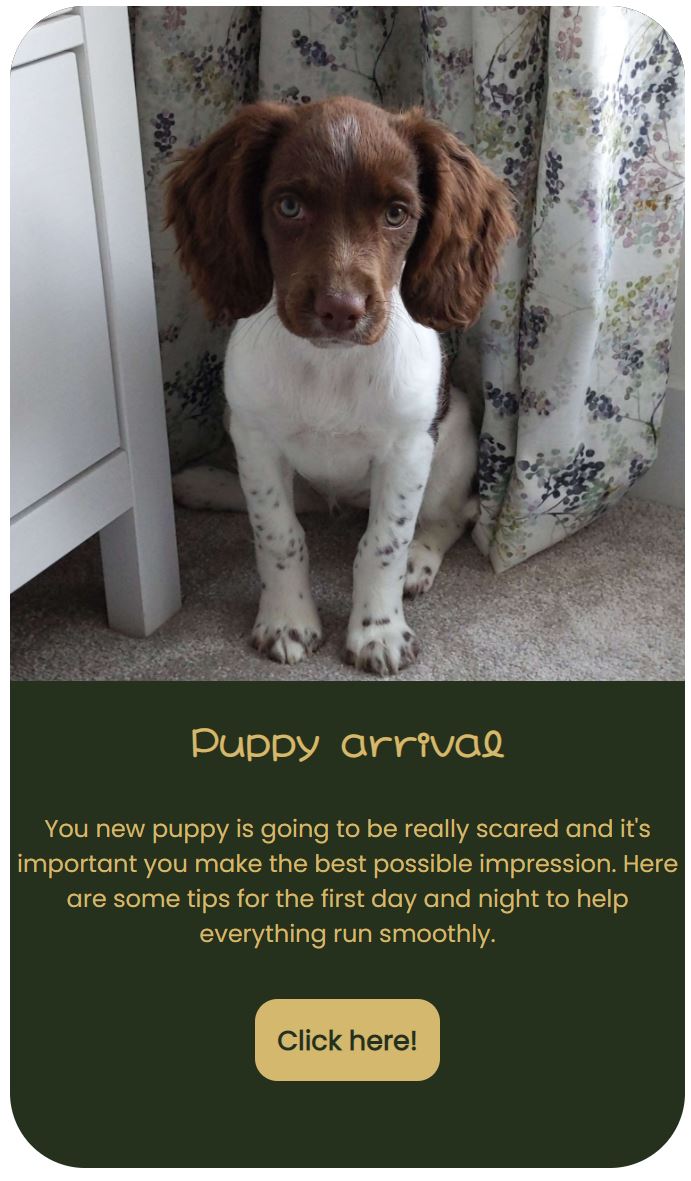 Puppy arrival
You new puppy is going to be really scared and it's
important you make the best possible impression. Here
are some tips for the first day and night to help
everything run smoothly.
Click here!